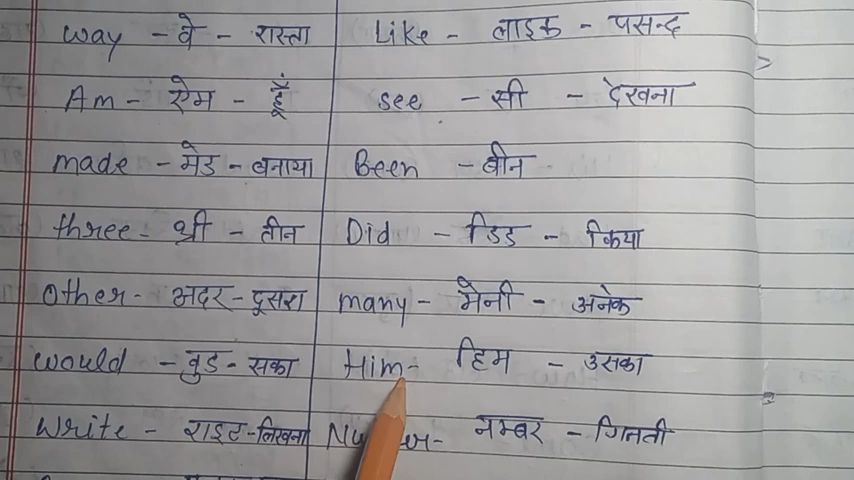 way - वे - रास्ता
Like - लाइक - पसन्द
Am - ऐम - हूँ
see - सी - देखना
made - मेड - बनाया
Been - बीन
three - थ्री - तीन
Did - डिड - किया
Other - अदर - दूसरा
many - मैनी - अनेक
would - वुड - सका
Him - हिम - उसका
write - राइट - लिखना
नम्बर - गिनती